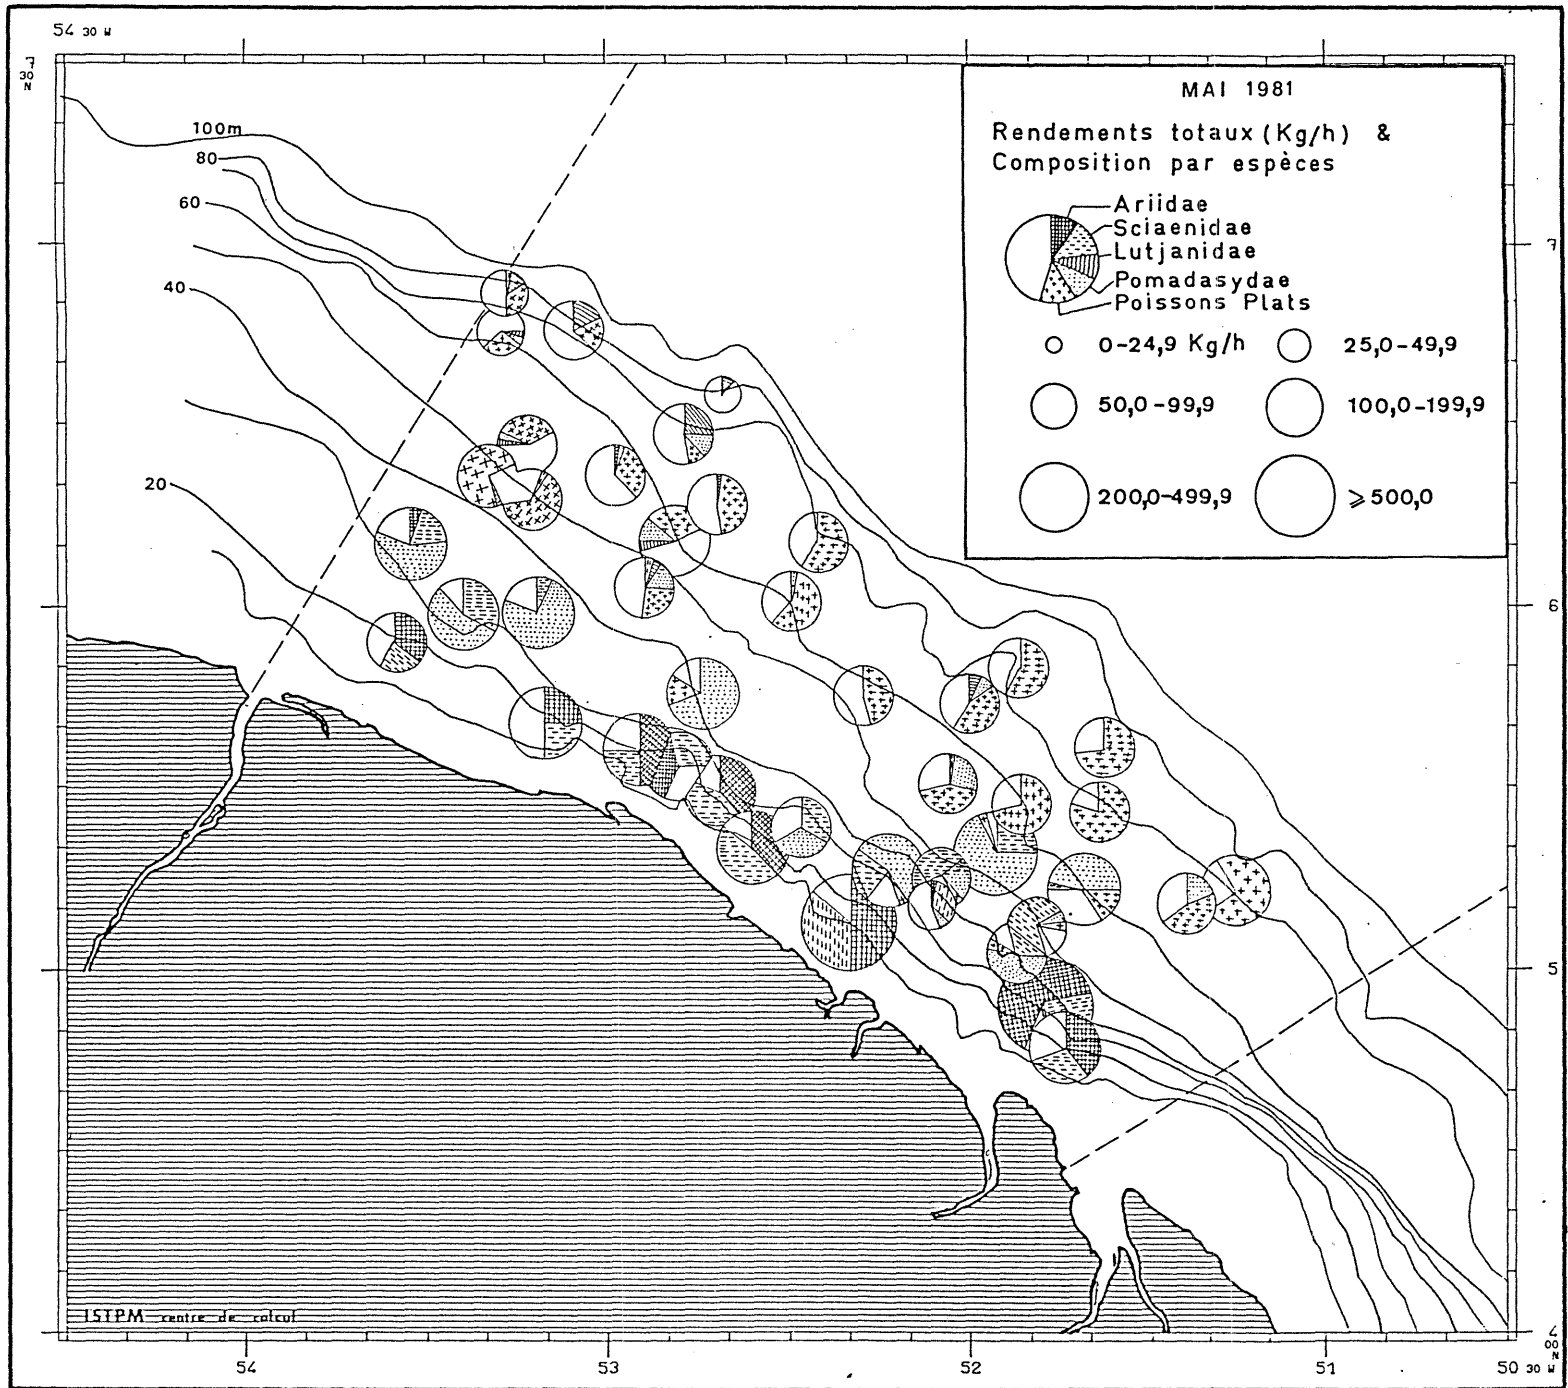 54 30 W
7
30
N
MAI 1981
Rendements totaux (Kg/h) &
Composition par espèces
Ariidae
Sciaenidae
Lutjanidae
Pomadasydae
Poissons Plats
0-24,9 Kg/h
25,0-49,9
50,0-99,9
100,0-199,9
200,0-499,9
≥500,0
100m
80
60
40
20
7
6
5
4
00
N
ISTPM centre de calcul
54
53
52
51
50 30 W